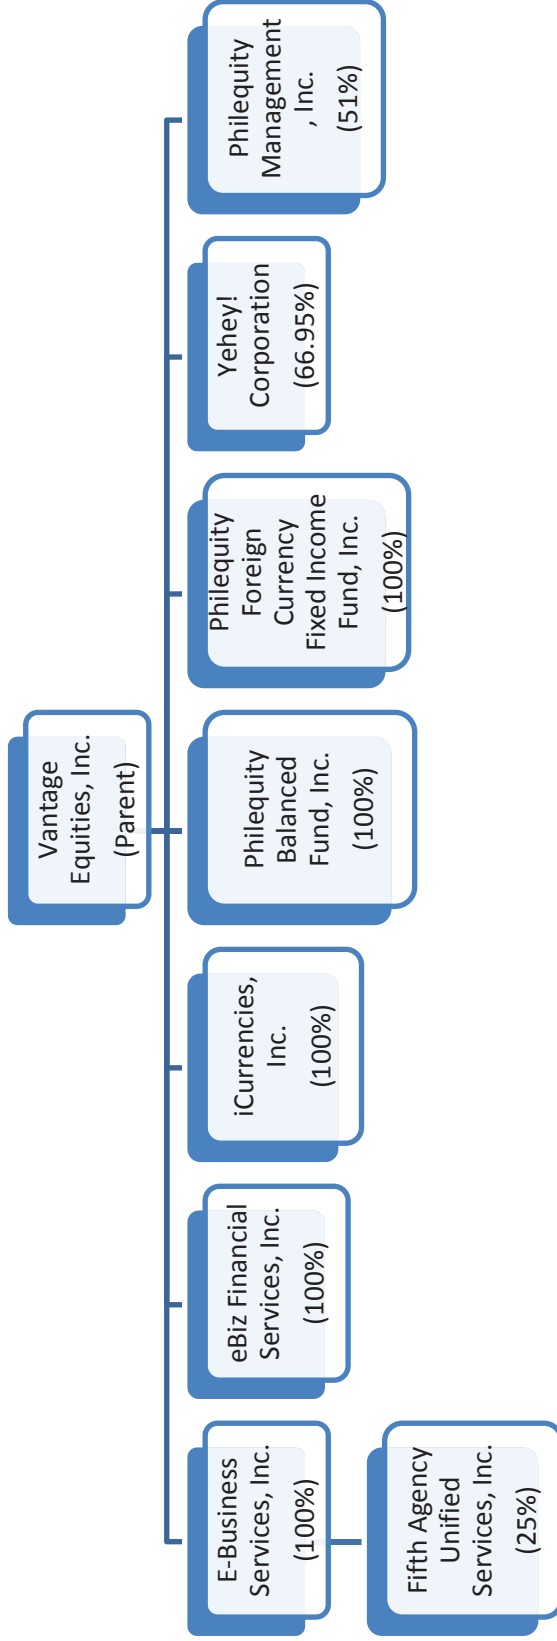 Vantage
Equities, Inc.
(Parent)
E-Business
Services, Inc.
(100%)
Fifth Agency
Unified
Services, Inc.
(25%)
eBiz Financial
Services, Inc.
(100%)
iCurrencies,
Inc.
(100%)
Philequity
Balanced
Fund, Inc.
(100%)
Philequity
Foreign
Currency
Fixed Income
Fund, Inc.
(100%)
Yehey!
Corporation
(66.95%)
Philequity
Management
, Inc.
(51%)